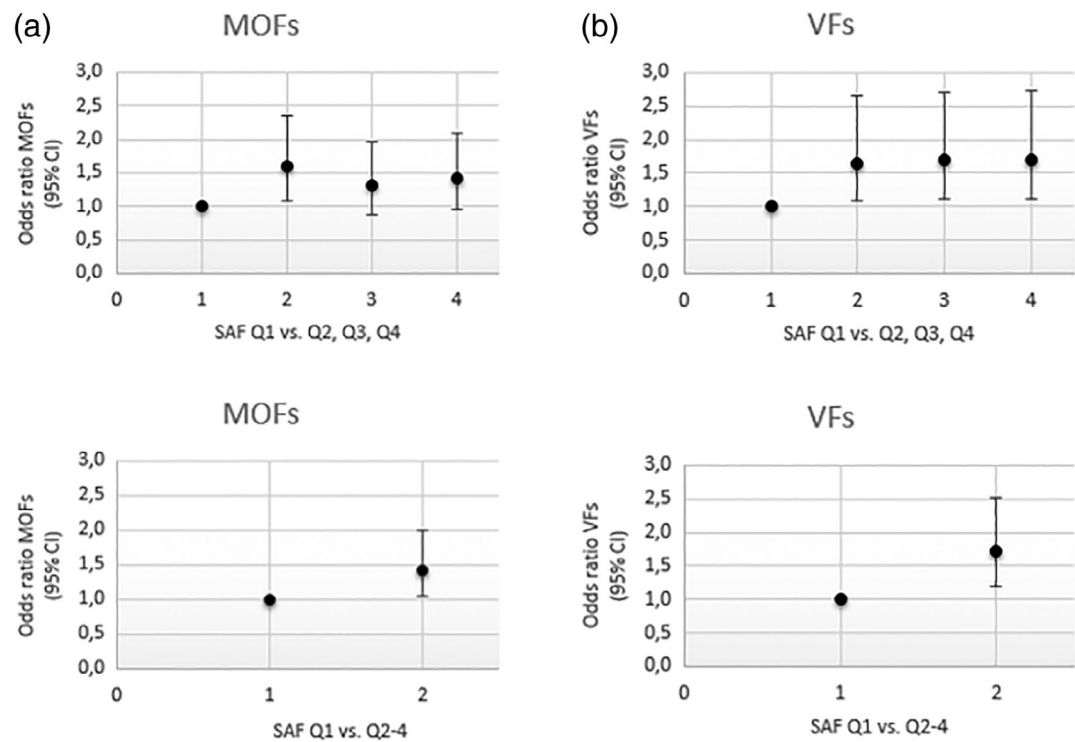 (a)
MOFs
Odds ratio MOFs
(95% CI)
3,0
2,5
2,0
1,5
1,0
0,5
0,0
0 1 2 3 4
SAF Q1 vs. Q2, Q3, Q4
(b)
VFs
Odds ratio VFs
(95% CI)
3,0
2,5
2,0
1,5
1,0
0,5
0,0
0 1 2 3 4
SAF Q1 vs. Q2, Q3, Q4
MOFs
Odds ratio MOFs
(95% CI)
3,0
2,5
2,0
1,5
1,0
0,5
0,0
0 1 2
SAF Q1 vs. Q2-4
VFs
Odds ratio VFs
(95% CI)
3,0
2,5
2,0
1,5
1,0
0,5
0,0
0 1 2
SAF Q1 vs. Q2-4